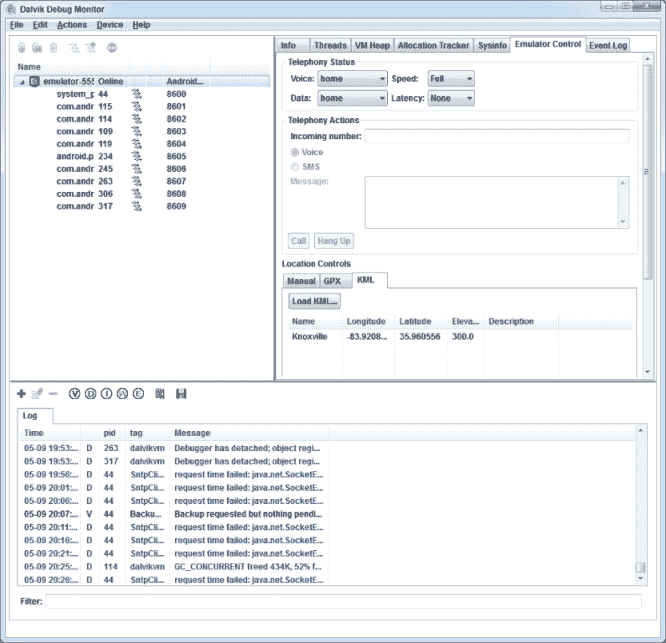 Dalvik Debug Monitor
File Edit Actions Device Help
Name
emulator-555 Online Android...
system_p 44 8600
com.andr 115 8601
com.andr 114 8602
com.andr 109 8603
com.andr 119 8604
android.p 234 8605
com.andr 245 8606
com.andr 263 8607
com.andr 306 8608
com.andr 317 8609
Info Threads VM Heap Allocation Tracker Sysinfo Emulator Control Event Log
Telephony Status
Voice: home Speed: Full
Data: home Latency: None
Telephony Actions
Incoming number:
Voice
SMS
Message:
Call Hang Up
Location Controls
Manual GPX KML
Load KML...
Name Longitude Latitude Eleva... Description
Knoxville -83.9208... 35.960556 300.0
V D I W E
Log
Time pid tag Message
05-09 19:53:... D 263 dalvikvm Debugger has detached; object regi...
05-09 19:53:... D 317 dalvikvm Debugger has detached; object regi...
05-09 19:56:... D 44 SntpCli... request time failed: java.net.SocketE...
05-09 20:01:... D 44 SntpCli... request time failed: java.net.SocketE...
05-09 20:06:... D 44 SntpCli... request time failed: java.net.SocketE...
05-09 20:07:... V 44 Backu... Backup requested but nothing pendi...
05-09 20:11:... D 44 SntpCli... request time failed: java.net.SocketE...
05-09 20:16:... D 44 SntpCli... request time failed: java.net.SocketE...
05-09 20:21:... D 44 SntpCli... request time failed: java.net.SocketE...
05-09 20:25:... D 114 dalvikvm GC_CONCURRENT freed 434K, 52% f...
05-09 20:26:... D 44 SntpCli... request time failed: java.net.SocketE...
Filter: